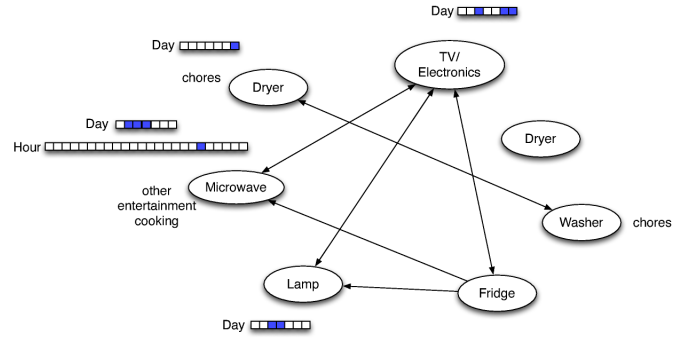 Day
Day
TV/
Electronics
chores
Dryer
Day
Dryer
Hour
Microwave
other
entertainment
cooking
Washer
chores
Lamp
Fridge
Day